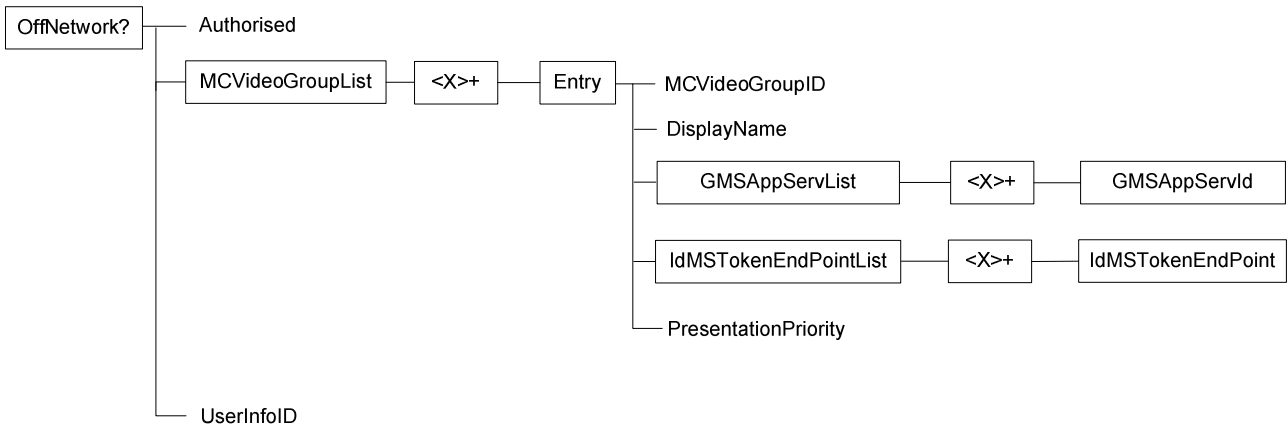 OffNetwork?
Authorised
MCVideoGroupList
<X>+
Entry
MCVideoGroupID
DisplayName
GMSAppServList
<X>+
GMSAppServId
IdMSTokenEndPointList
<X>+
IdMSTokenEndPoint
PresentationPriority
UserInfoID